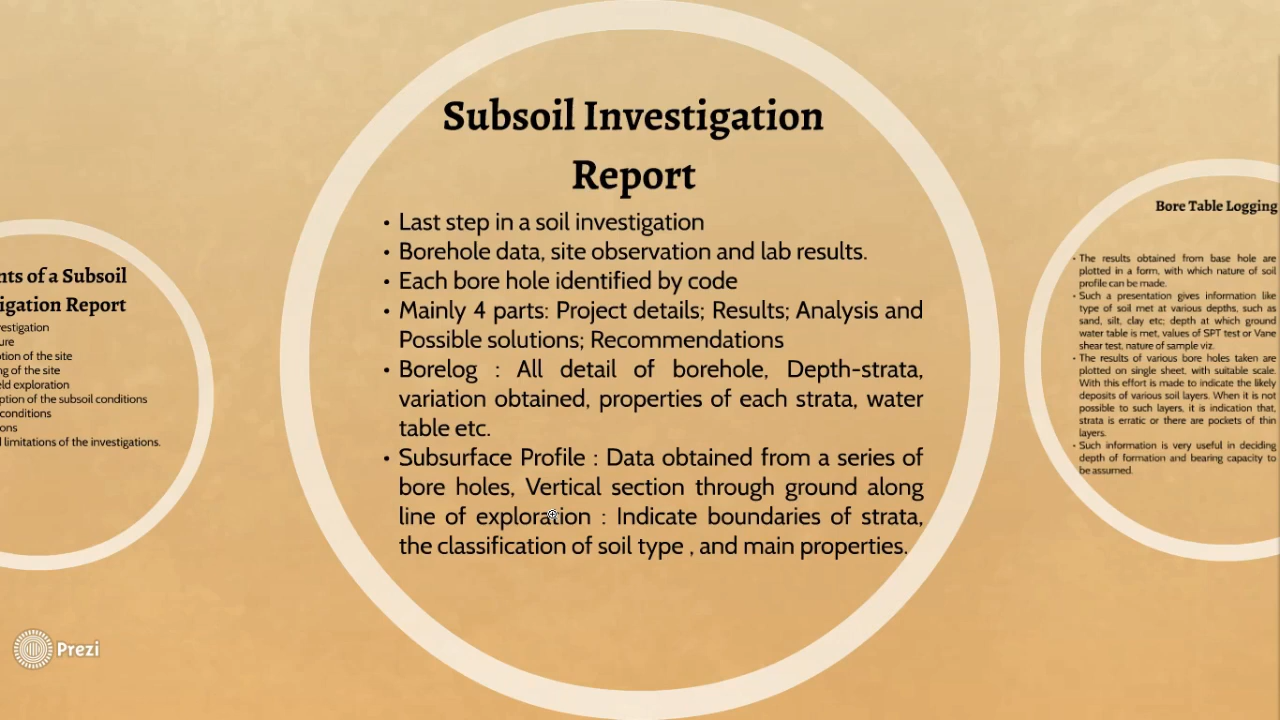 nts of a Subsoil
igation Report
vestigation
ure
ption of the site
ng of the site
eld exploration
ption of the subsoil conditions
conditions
ons
l limitations of the investigations.
Subsoil Investigation
Report
• Last step in a soil investigation
• Borehole data, site observation and lab results.
• Each bore hole identified by code
• Mainly 4 parts: Project details; Results; Analysis and
Possible solutions; Recommendations
• Borelog : All detail of borehole, Depth-strata,
variation obtained, properties of each strata, water
table etc.
• Subsurface Profile : Data obtained from a series of
bore holes, Vertical section through ground along
line of exploration : Indicate boundaries of strata,
the classification of soil type , and main properties.
Bore Table Logging
• The results obtained from base hole are
plotted in a form, with which nature of soil
profile can be made.
• Such a presentation gives information like
type of soil met at various depths, such as
sand, silt, clay etc; depth at which ground
water table is met, values of SPT test or Vane
shear test, nature of sample viz.
• The results of various bore holes taken are
plotted on single sheet, with suitable scale.
With this effort is made to indicate the likely
deposits of various soil layers. When it is not
possible to such layers, it is indication that,
strata is erratic or there are pockets of thin
layers.
• Such information is very useful in deciding
depth of formation and bearing capacity to
be assumed.
Prezi